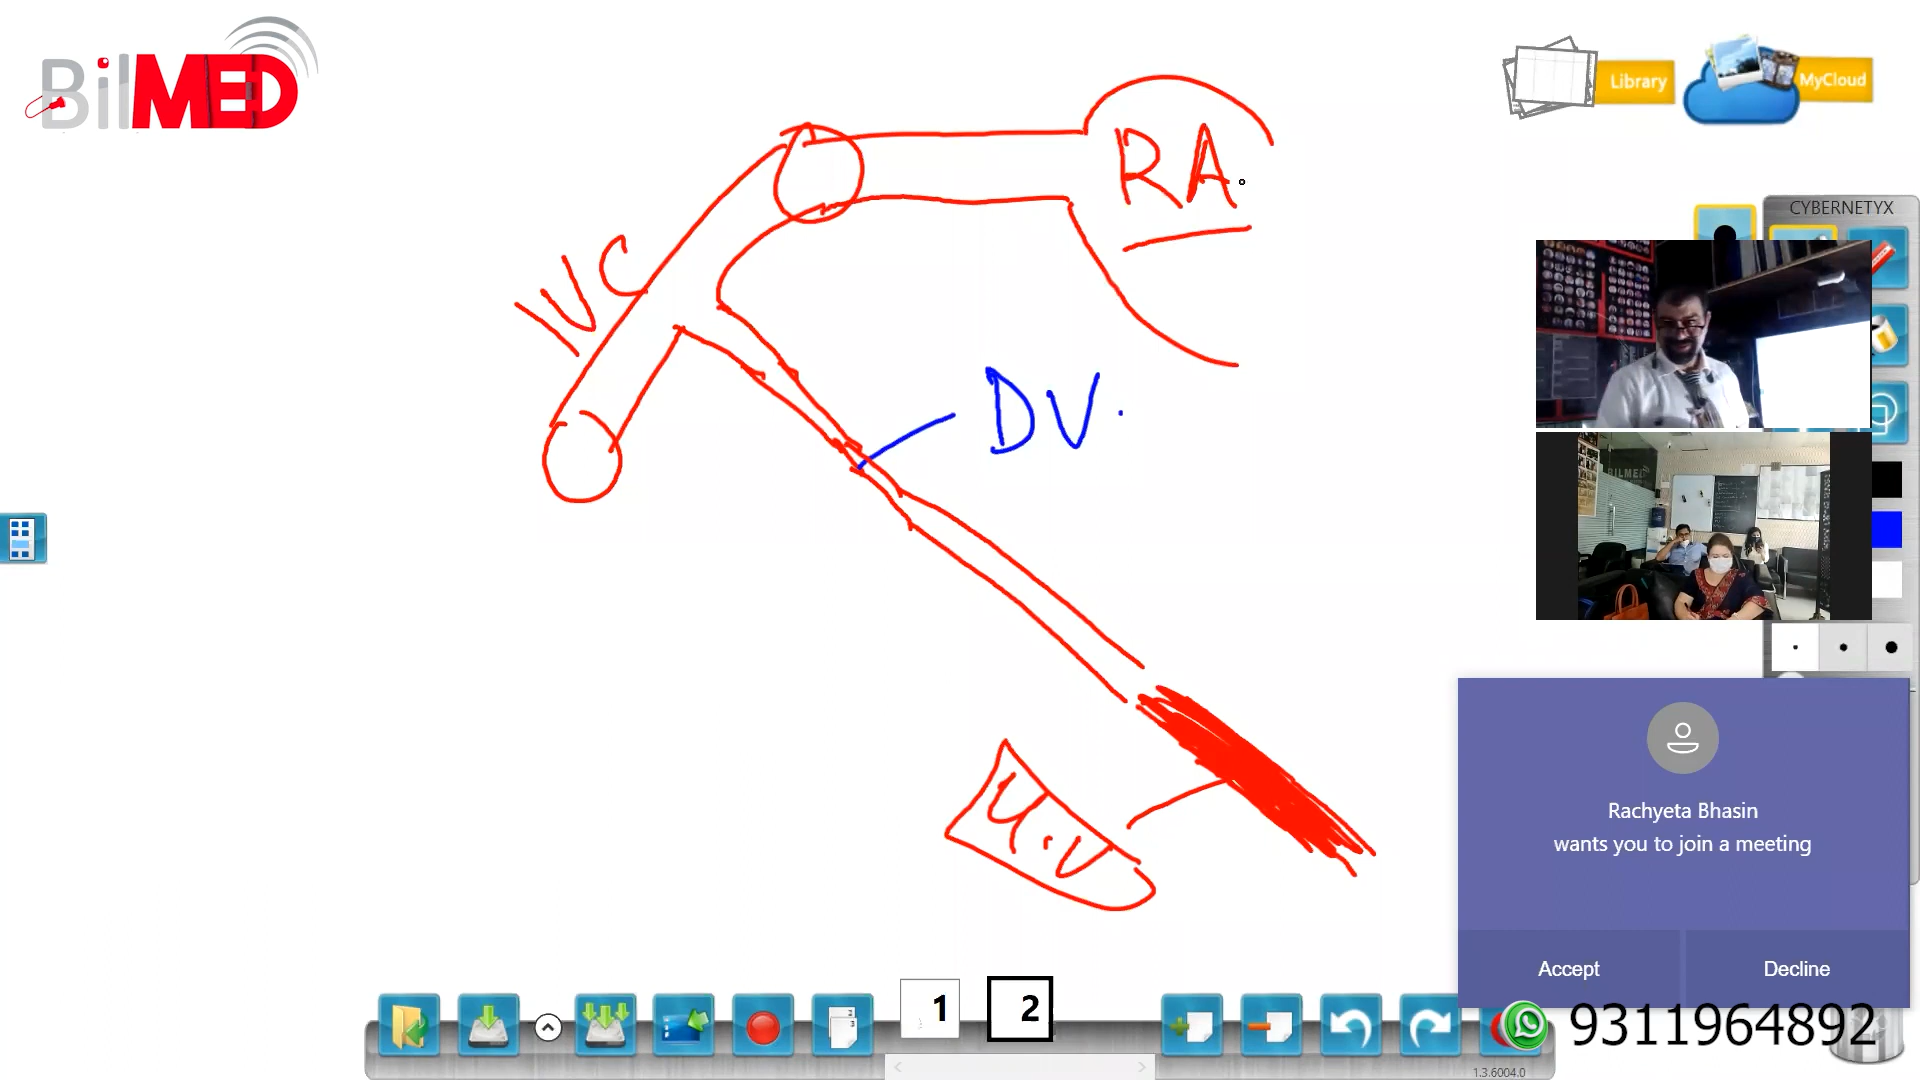 BilMED
Library
MyCloud
RA.
CYBERNETYX
IVC
DV.
U.V
Rachyeta Bhasin
wants you to join a meeting
Accept
Decline
1
2
9311964892
1.3.6004.0